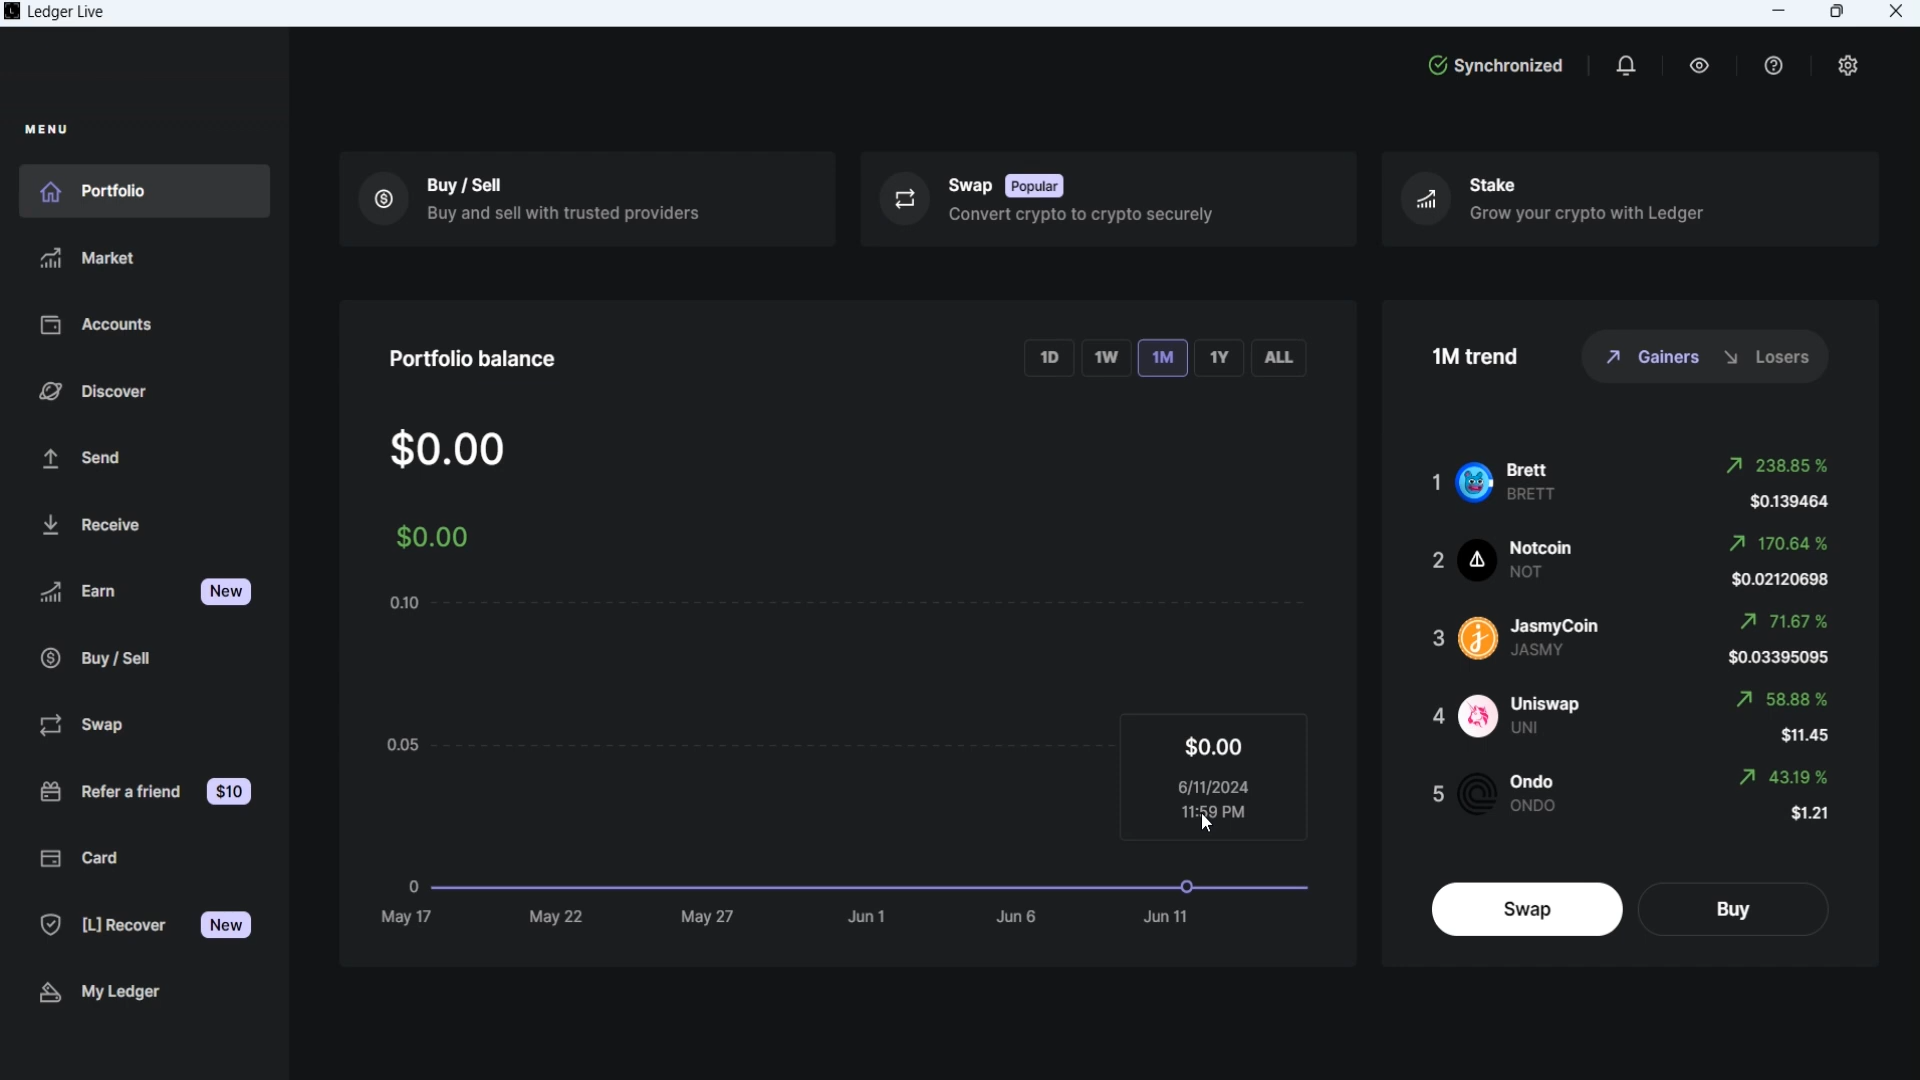 Ledger Live
Synchronized
MENU
Portfolio
Market
Accounts
Discover
Send
Receive
Earn New
Buy / Sell
Swap
Refer a friend $10
Card
[L] Recover New
My Ledger
Buy / Sell
Buy and sell with trusted providers
Swap Popular
Convert crypto to crypto securely
Stake
Grow your crypto with Ledger
Portfolio balance
1D 1W 1M 1Y ALL
$0.00
$0.00
0.10
0.05
0
$0.00
6/11/2024
11:59 PM
May 17 May 22 May 27 Jun 1 Jun 6 Jun 11
1M trend Gainers Losers
1 Brett 238.85 %
BRETT $0.139464
2 Notcoin 170.64 %
NOT $0.02120698
3 JasmyCoin 71.67 %
JASMY $0.03395095
4 Uniswap 58.88 %
UNI $11.45
5 Ondo 43.19 %
ONDO $1.21
Swap Buy